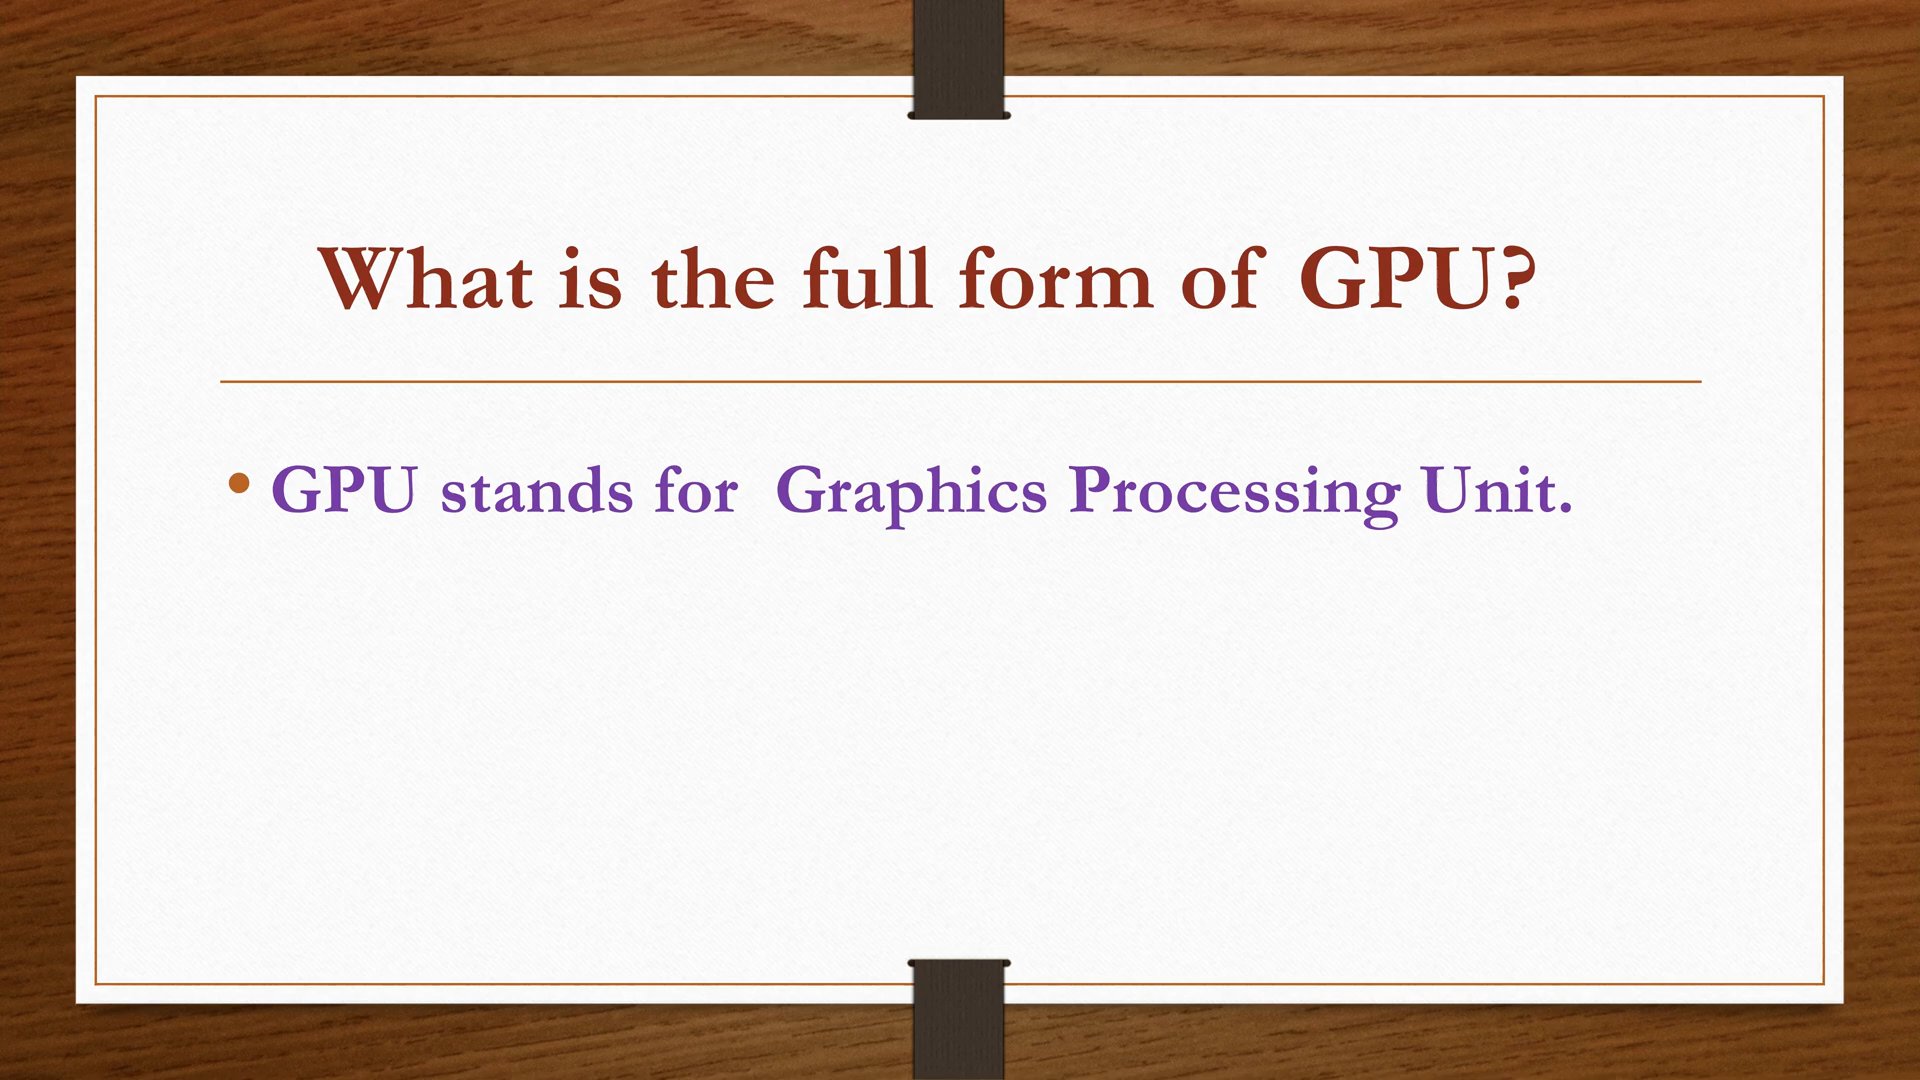 What is the full form of GPU?
• GPU stands for Graphics Processing Unit.